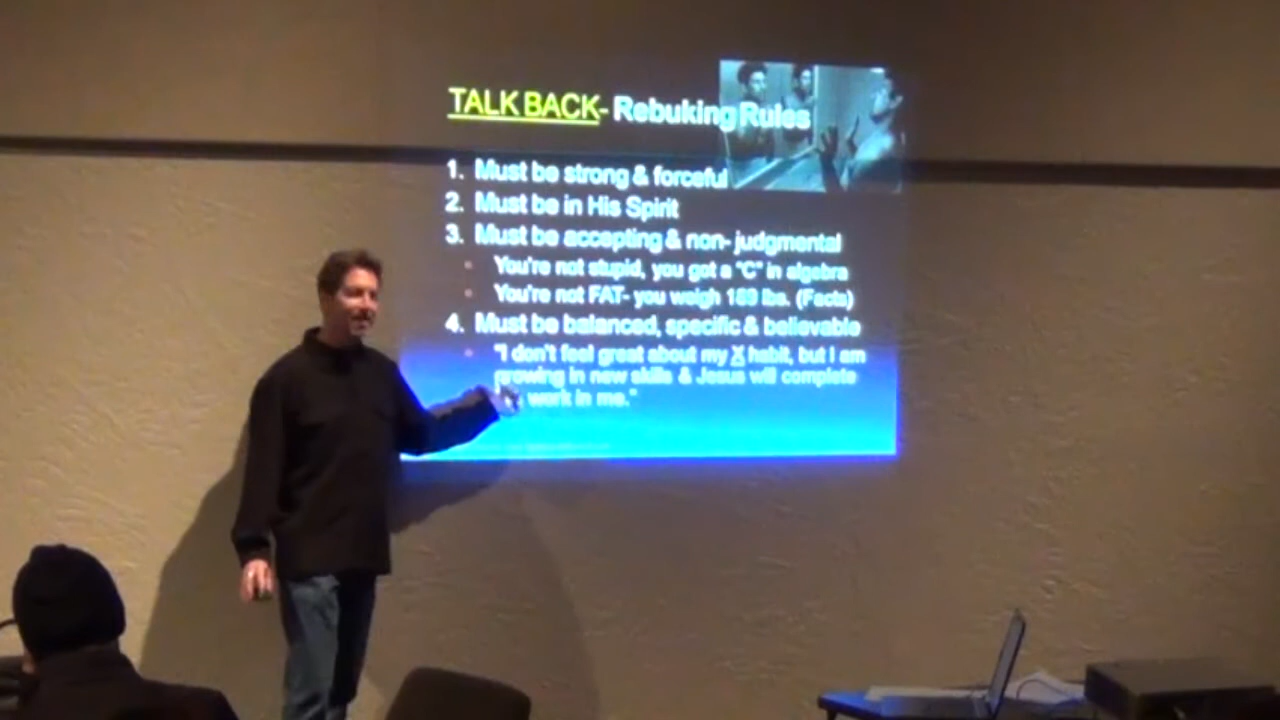 TALK BACK- Rebuking Rules
1. Must be strong & forceful
2. Must be in His Spirit
3. Must be accepting & non- judgmental
You're not stupid, you got a "C" in algebra
You're not FAT- you weigh 189 lbs. (Facts)
4. Must be balanced, specific & believable
"I don't feel great about my X habit, but I am
growing in new skills & Jesus will complete
work in me."